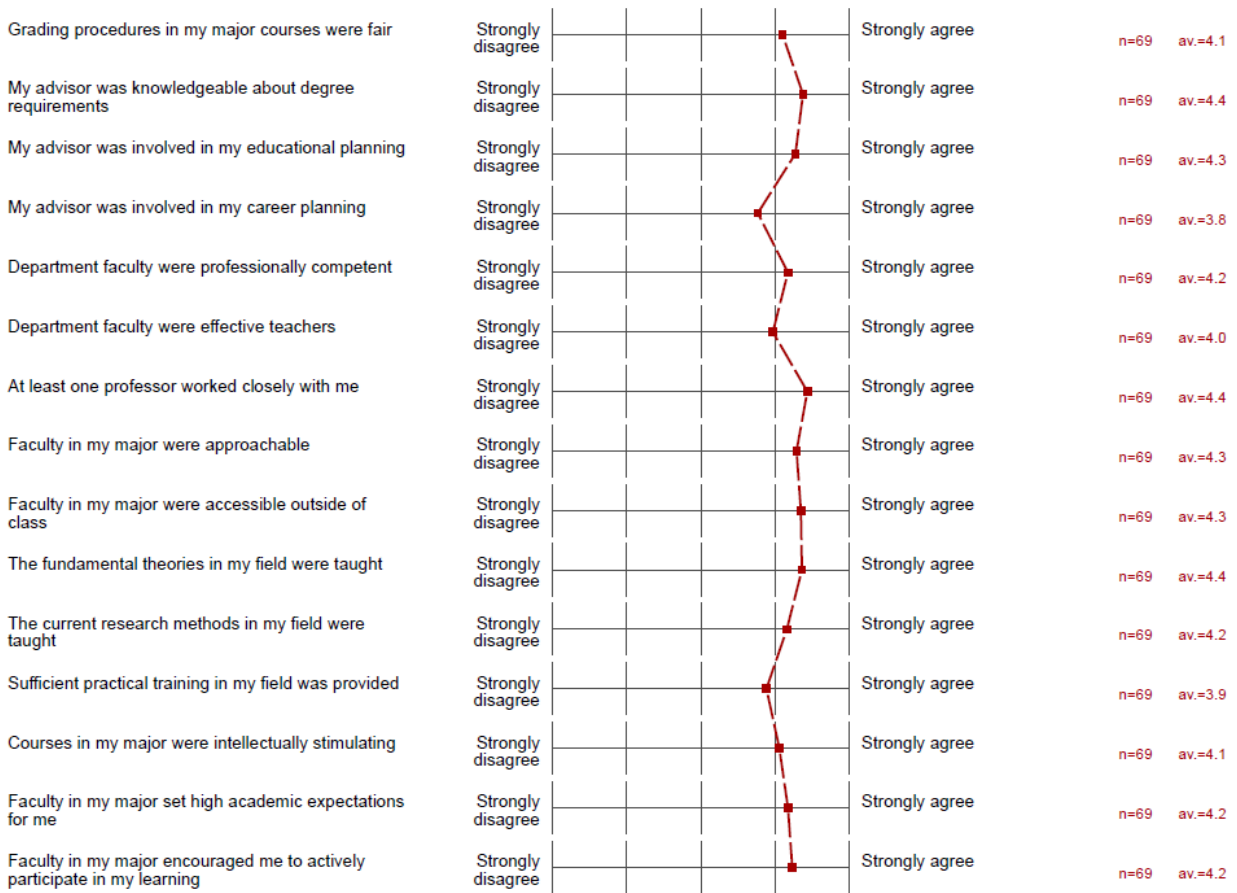 Grading procedures in my major courses were fair Strongly disagree Strongly agree n=69 av.=4.1
My advisor was knowledgeable about degree requirements Strongly disagree Strongly agree n=69 av.=4.4
My advisor was involved in my educational planning Strongly disagree Strongly agree n=69 av.=4.3
My advisor was involved in my career planning Strongly disagree Strongly agree n=69 av.=3.8
Department faculty were professionally competent Strongly disagree Strongly agree n=69 av.=4.2
Department faculty were effective teachers Strongly disagree Strongly agree n=69 av.=4.0
At least one professor worked closely with me Strongly disagree Strongly agree n=69 av.=4.4
Faculty in my major were approachable Strongly disagree Strongly agree n=69 av.=4.3
Faculty in my major were accessible outside of class Strongly disagree Strongly agree n=69 av.=4.3
The fundamental theories in my field were taught Strongly disagree Strongly agree n=69 av.=4.4
The current research methods in my field were taught Strongly disagree Strongly agree n=69 av.=4.2
Sufficient practical training in my field was provided Strongly disagree Strongly agree n=69 av.=3.9
Courses in my major were intellectually stimulating Strongly disagree Strongly agree n=69 av.=4.1
Faculty in my major set high academic expectations for me Strongly disagree Strongly agree n=69 av.=4.2
Faculty in my major encouraged me to actively participate in my learning Strongly disagree Strongly agree n=69 av.=4.2